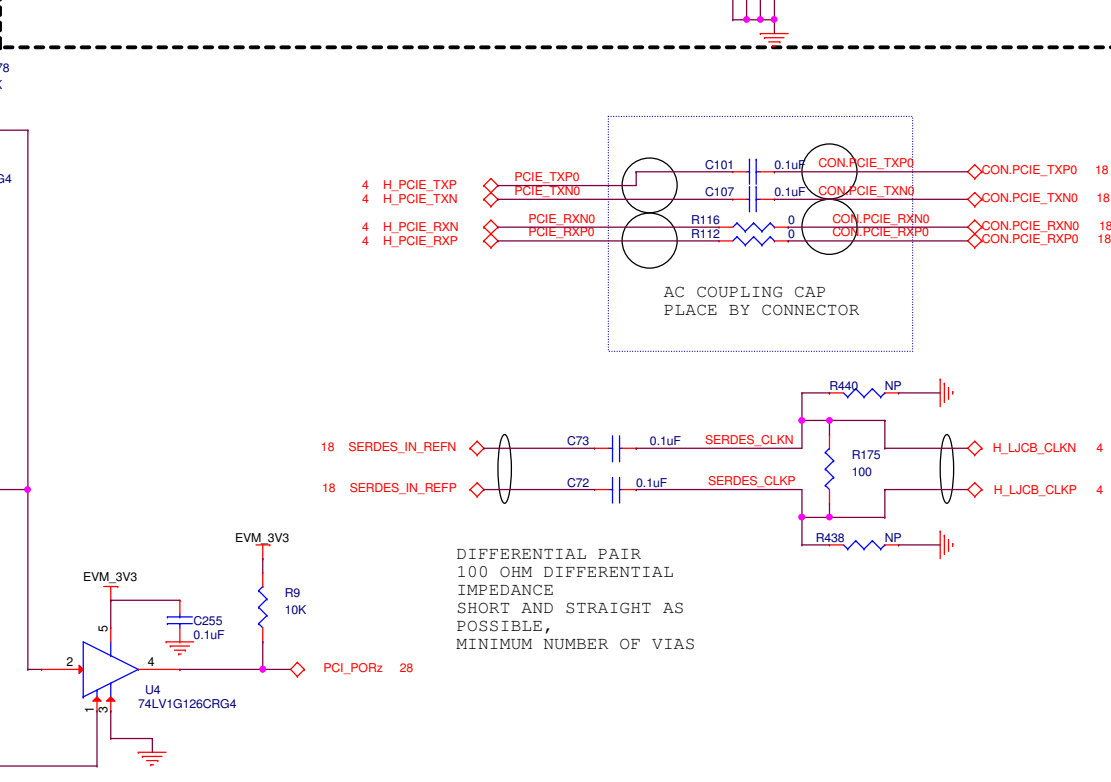 78
K
G4
C101 0.1uF CON.PCIE_TXP0 CON.PCIE_TXP0 18
4 H_PCIE_TXP PCIE_TXP0
4 H_PCIE_TXN PCIE_TXN0 C107 0.1uF CON.PCIE_TXN0 CON.PCIE_TXN0 18
4 H_PCIE_RXN PCIE_RXN0 R116 0 CON.PCIE_RXN0 CON.PCIE_RXN0 18
4 H_PCIE_RXP PCIE_RXP0 R112 0 CON.PCIE_RXP0 CON.PCIE_RXP0 18
AC COUPLING CAP
PLACE BY CONNECTOR
R440 NP
18 SERDES_IN_REFN C73 0.1uF SERDES_CLKN H_LJCB_CLKN 4
R175
100
18 SERDES_IN_REFP C72 0.1uF SERDES_CLKP H_LJCB_CLKP 4
R438 NP
DIFFERENTIAL PAIR
100 OHM DIFFERENTIAL
IMPEDANCE
SHORT AND STRAIGHT AS
POSSIBLE,
MINIMUM NUMBER OF VIAS
EVM_3V3
EVM_3V3
R9
10K
C255
0.1uF
5
2 4 PCI_PORz 28
U4
74LV1G126CRG4
1 3